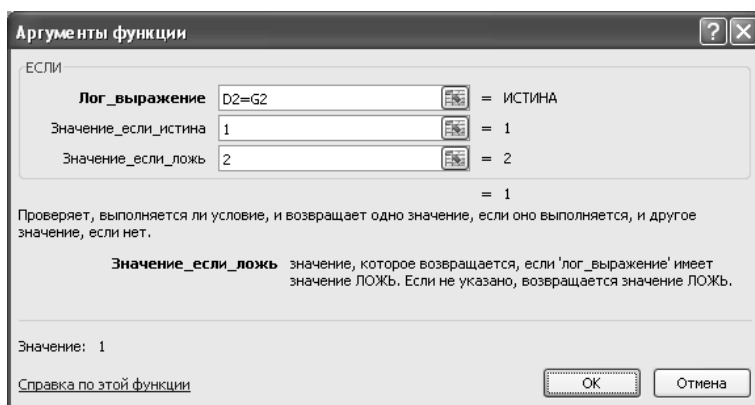 Аргументы функции
ЕСЛИ
Лог_выражение D2=G2 = ИСТИНА
Значение_если_истина 1 = 1
Значение_если_ложь 2 = 2
= 1
Проверяет, выполняется ли условие, и возвращает одно значение, если оно выполняется, и другое
значение, если нет.
Значение_если_ложь значение, которое возвращается, если 'лог_выражение' имеет
значение ЛОЖЬ. Если не указано, возвращается значение ЛОЖЬ.
Значение: 1
Справка по этой функции
ОК Отмена